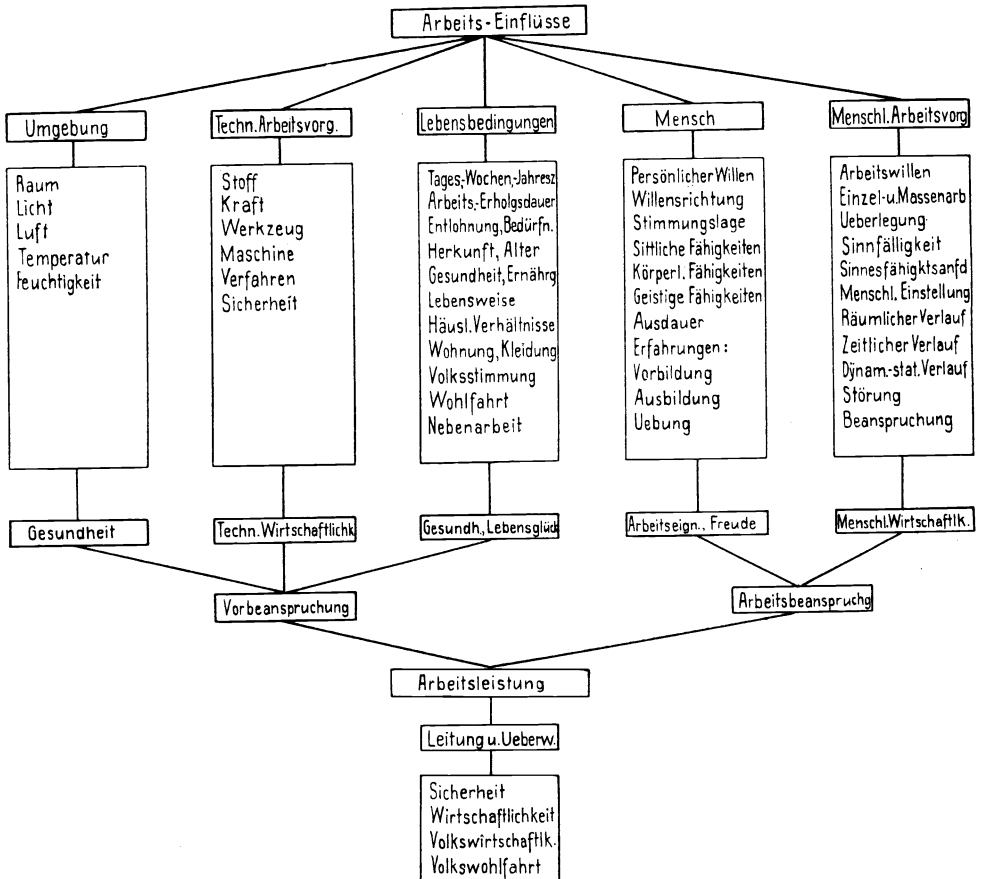 Arbeits-Einflüsse
Umgebung
Raum
Licht
Luft
Temperatur
Feuchtigkeit
Gesundheit
Techn.Arbeitsvorg.
Stoff
Kraft
Werkzeug
Maschine
Verfahren
Sicherheit
Techn.Wirtschaftlichk
Lebensbedingungen
Tages,-Wochen,-Jahresz
Arbeits,-Erholgsdauer
Entlohnung, Bedürfn.
Herkunft, Alter
Gesundheit, Ernährg
Lebensweise
Häusl. Verhältnisse
Wohnung, Kleidung
Volksstimmung
Wohlfahrt
Nebenarbeit
Gesundh., Lebensglück
Mensch
Persönlicher Willen
Willensrichtung
Stimmungslage
Sittliche Fähigkeiten
Körperl. Fähigkeiten
Geistige Fähigkeiten
Ausdauer
Erfahrungen:
Vorbildung
Ausbildung
Uebung
Arbeitseign., Freude
Menschl. Arbeitsvorg
Arbeitswillen
Einzel-u. Massenarb
Ueberlegung
Sinnfälligkeit
Sinnesfähigktsanfd
Menschl. Einstellung
Räumlicher Verlauf
Zeitlicher Verlauf
Dÿnam.-stat. Verlauf
Störung
Beanspruchung
Menschl. Wirtschaftlk.
Vorbeanspruchung
Arbeitsbeanspruchg
Arbeitsleistung
Leitung u. Ueberw.
Sicherheit
Wirtschaftlichkeit
Volkswirtschaftlk.
Volkswohlfahrt